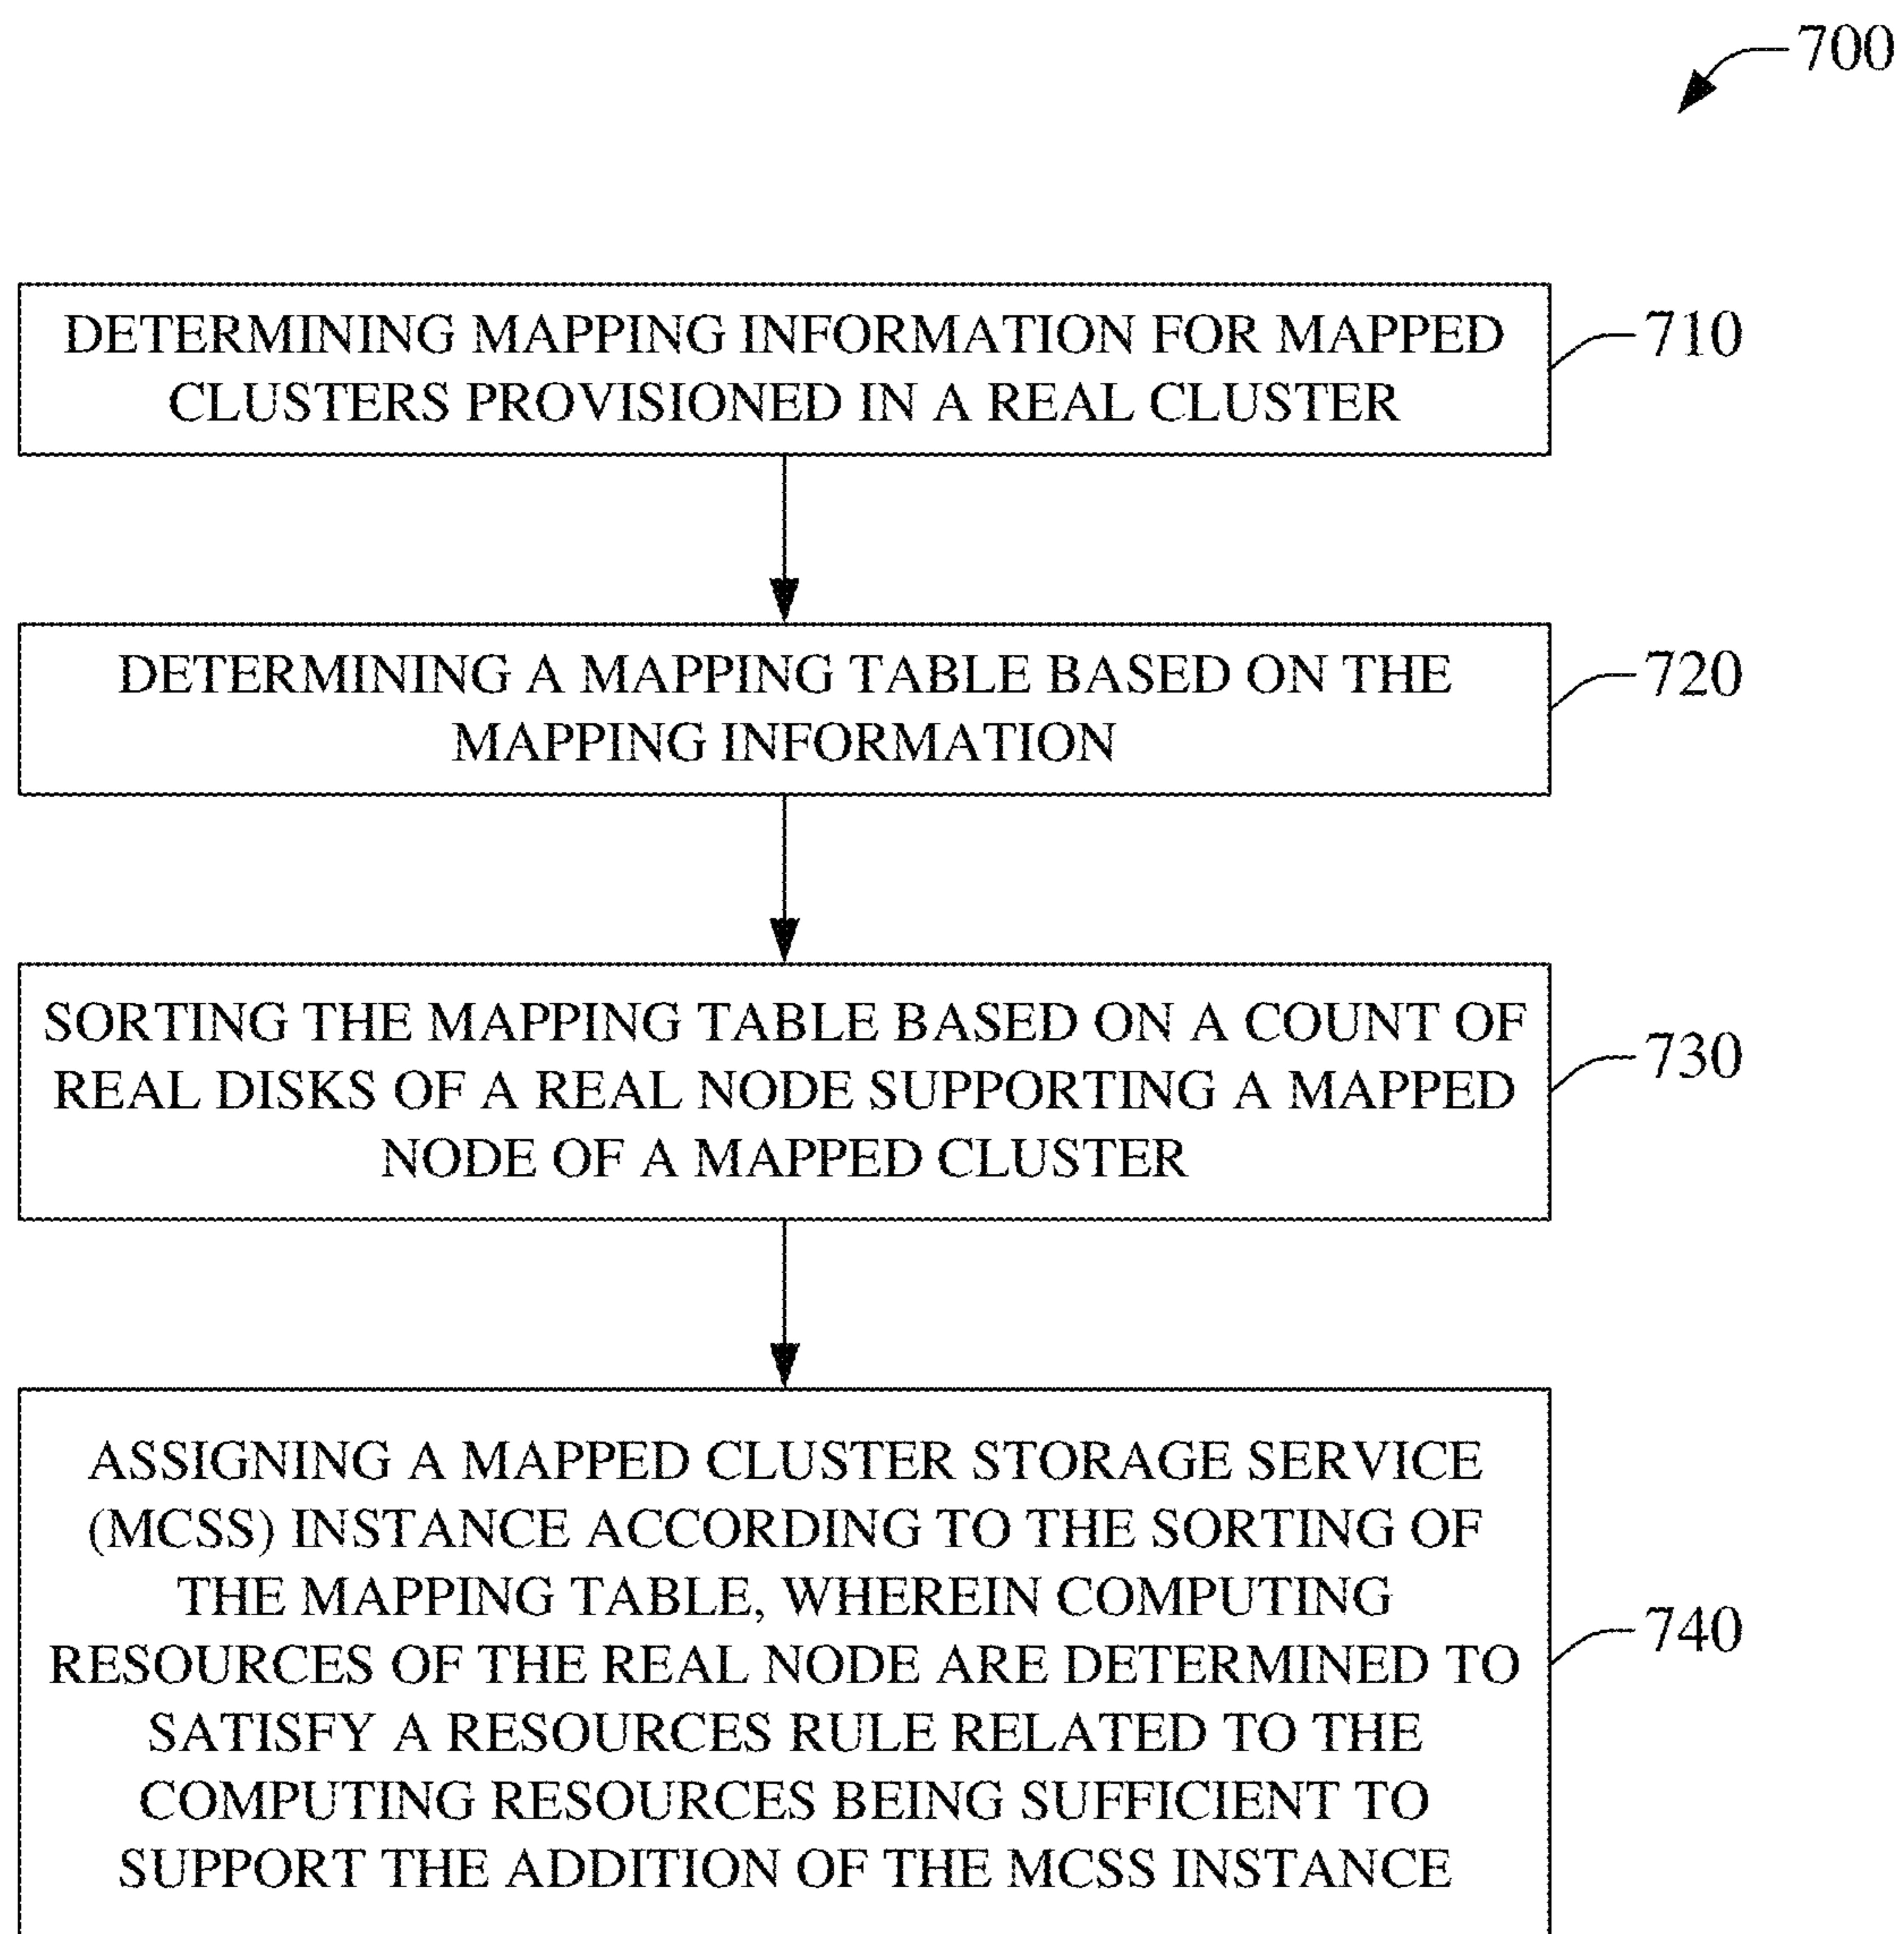 700
DETERMINING MAPPING INFORMATION FOR MAPPED
CLUSTERS PROVISIONED IN A REAL CLUSTER
710
DETERMINING A MAPPING TABLE BASED ON THE
MAPPING INFORMATION
720
SORTING THE MAPPING TABLE BASED ON A COUNT OF
REAL DISKS OF A REAL NODE SUPPORTING A MAPPED
NODE OF A MAPPED CLUSTER
730
ASSIGNING A MAPPED CLUSTER STORAGE SERVICE
(MCSS) INSTANCE ACCORDING TO THE SORTING OF
THE MAPPING TABLE, WHEREIN COMPUTING
RESOURCES OF THE REAL NODE ARE DETERMINED TO
SATISFY A RESOURCES RULE RELATED TO THE
COMPUTING RESOURCES BEING SUFFICIENT TO
SUPPORT THE ADDITION OF THE MCSS INSTANCE
740